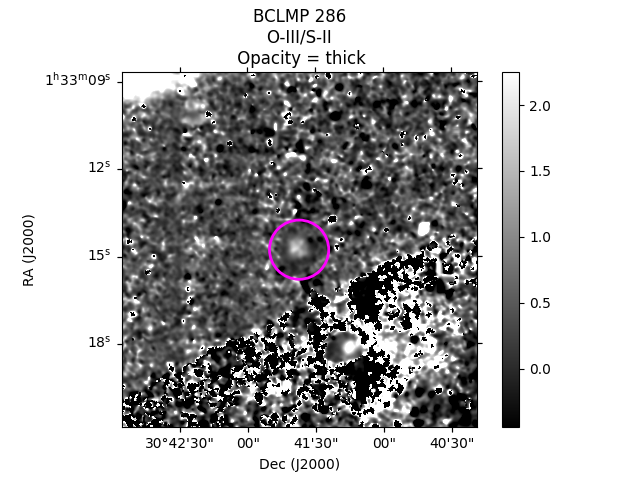 BCLMP 286
O-III/S-II
Opacity = thick
1ʰ33ᵐ09ˢ
12ˢ
15ˢ
18ˢ
RA (J2000)
30°42'30" 00" 41'30" 00" 40'30"
Dec (J2000)
2.0
1.5
1.0
0.5
0.0